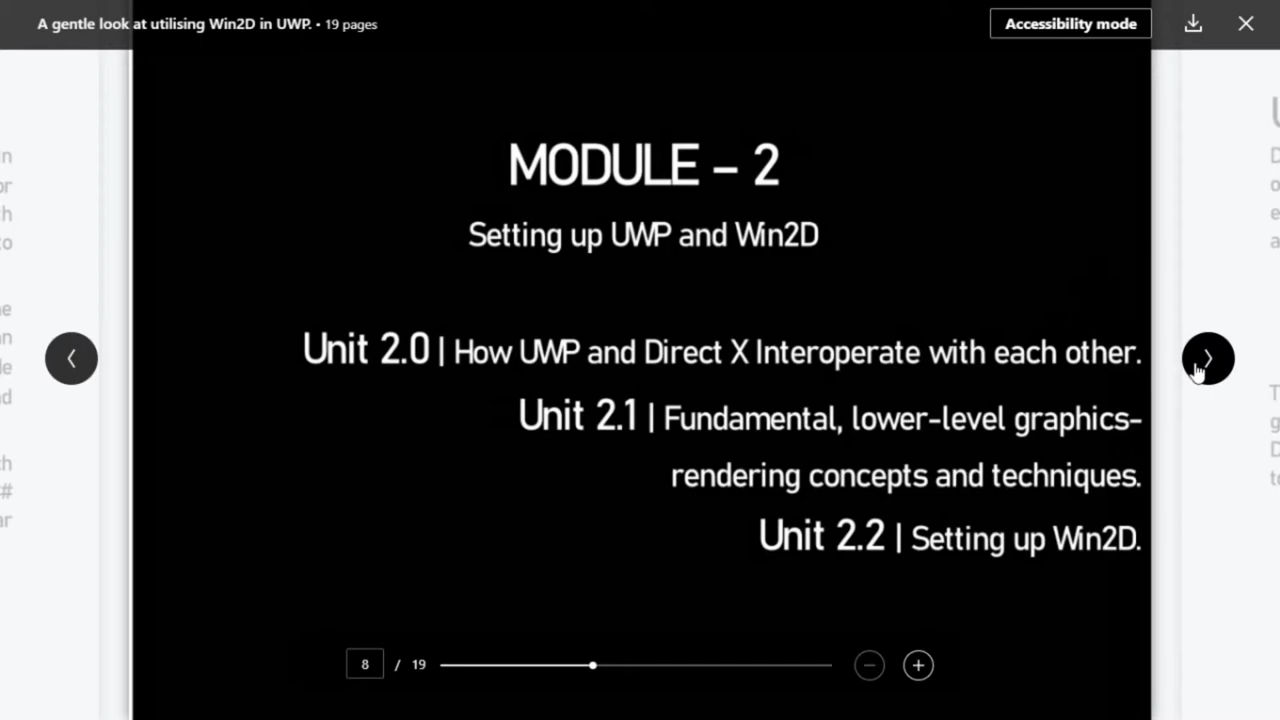 A gentle look at utilising Win2D in UWP. • 19 pages
Accessibility mode
MODULE – 2
Setting up UWP and Win2D
Unit 2.0 | How UWP and Direct X Interoperate with each other.
Unit 2.1 | Fundamental, lower-level graphics-
rendering concepts and techniques.
Unit 2.2 | Setting up Win2D.
8 / 19